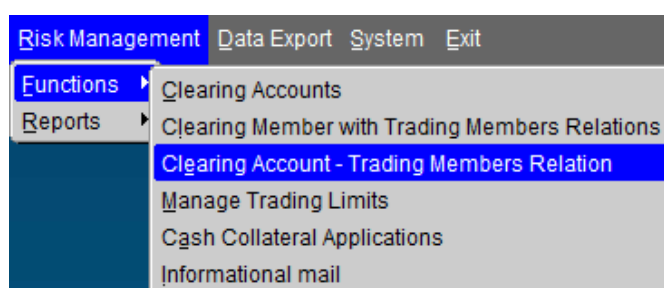 Risk Management Data Export System Exit
Functions
Reports
Clearing Accounts
Clearing Member with Trading Members Relations
Clearing Account - Trading Members Relation
Manage Trading Limits
Cash Collateral Applications
Informational mail